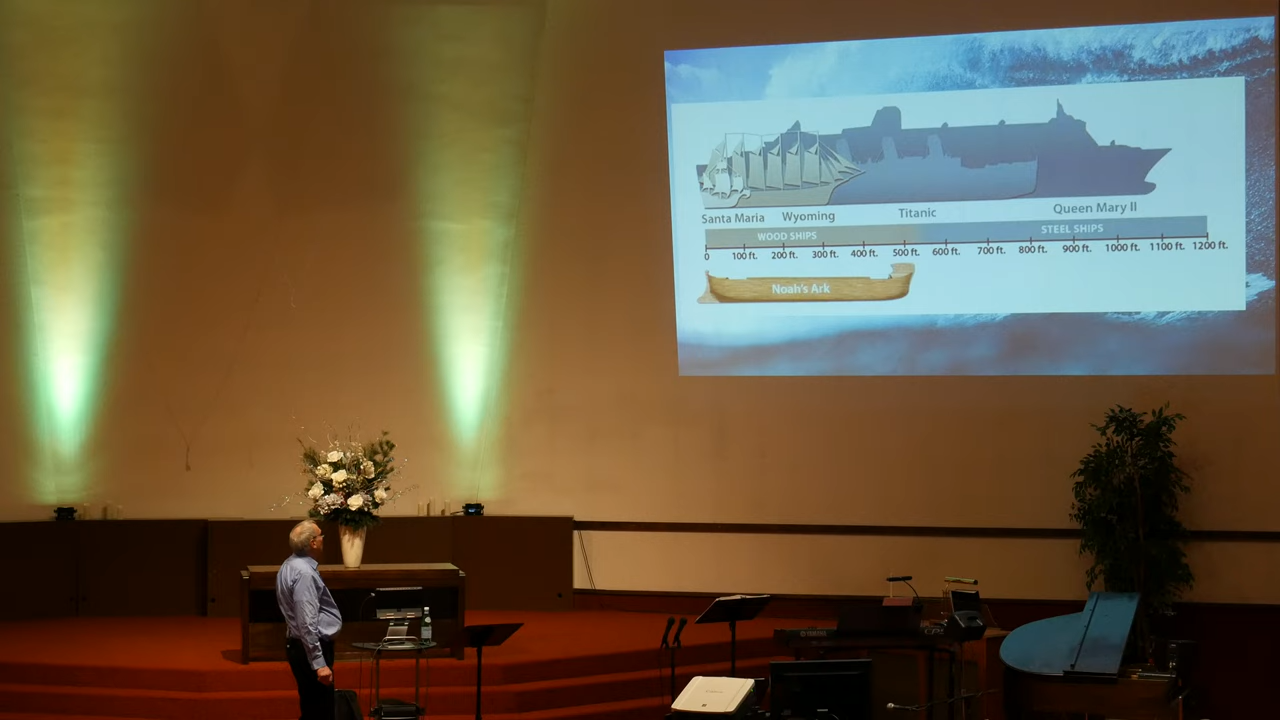 Santa Maria Wyoming Titanic Queen Mary II
WOOD SHIPS STEEL SHIPS
0 100 ft. 200 ft. 300 ft. 400 ft. 500 ft. 600 ft. 700 ft. 800 ft. 900 ft. 1000 ft. 1100 ft. 1200 ft.
Noah's Ark
YAMAHA